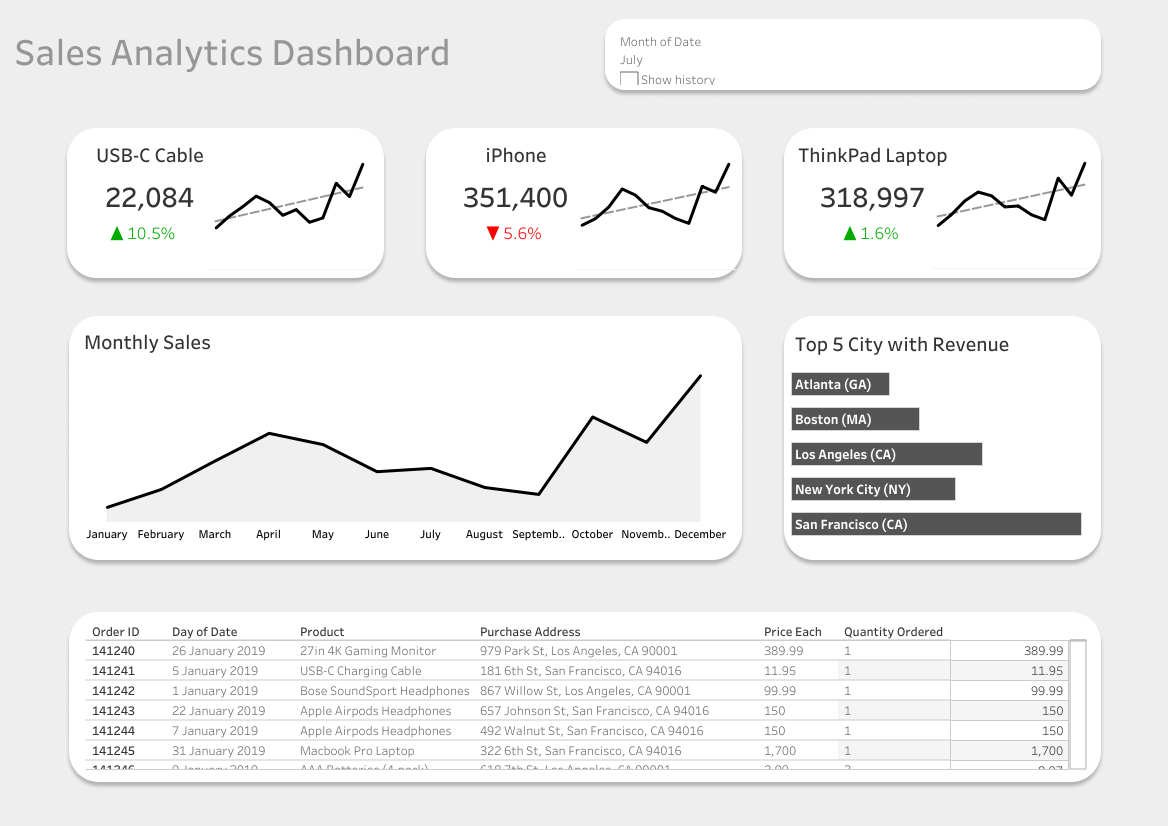 Sales Analytics Dashboard
Month of Date
July
Show history
USB-C Cable
22,084
▲ 10.5%
iPhone
351,400
▼ 5.6%
ThinkPad Laptop
318,997
▲ 1.6%
Monthly Sales
January February March April May June July August Septemb.. October Novemb.. December
Top 5 City with Revenue
Atlanta (GA)
Boston (MA)
Los Angeles (CA)
New York City (NY)
San Francisco (CA)
Order ID Day of Date Product Purchase Address Price Each Quantity Ordered
141240 26 January 2019 27in 4K Gaming Monitor 979 Park St, Los Angeles, CA 90001 389.99 1 389.99
141241 5 January 2019 USB-C Charging Cable 181 6th St, San Francisco, CA 94016 11.95 1 11.95
141242 1 January 2019 Bose SoundSport Headphones 867 Willow St, Los Angeles, CA 90001 99.99 1 99.99
141243 22 January 2019 Apple Airpods Headphones 657 Johnson St, San Francisco, CA 94016 150 1 150
141244 7 January 2019 Apple Airpods Headphones 492 Walnut St, San Francisco, CA 94016 150 1 150
141245 31 January 2019 Macbook Pro Laptop 322 6th St, San Francisco, CA 94016 1,700 1 1,700